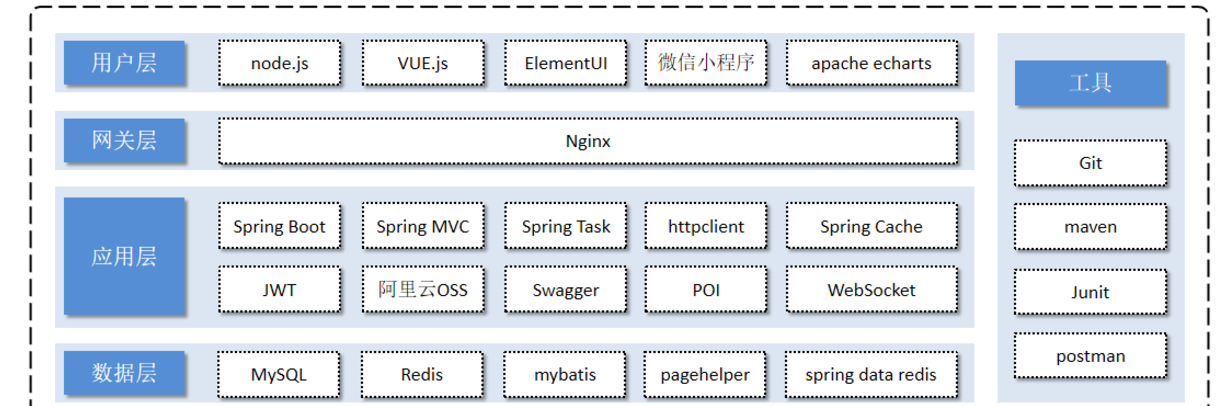 用户层
node.js
VUE.js
ElementUI
微信小程序
apache echarts
网关层
Nginx
应用层
Spring Boot
Spring MVC
Spring Task
httpclient
Spring Cache
JWT
阿里云OSS
Swagger
POI
WebSocket
数据层
MySQL
Redis
mybatis
pagehelper
spring data redis
工具
Git
maven
Junit
postman